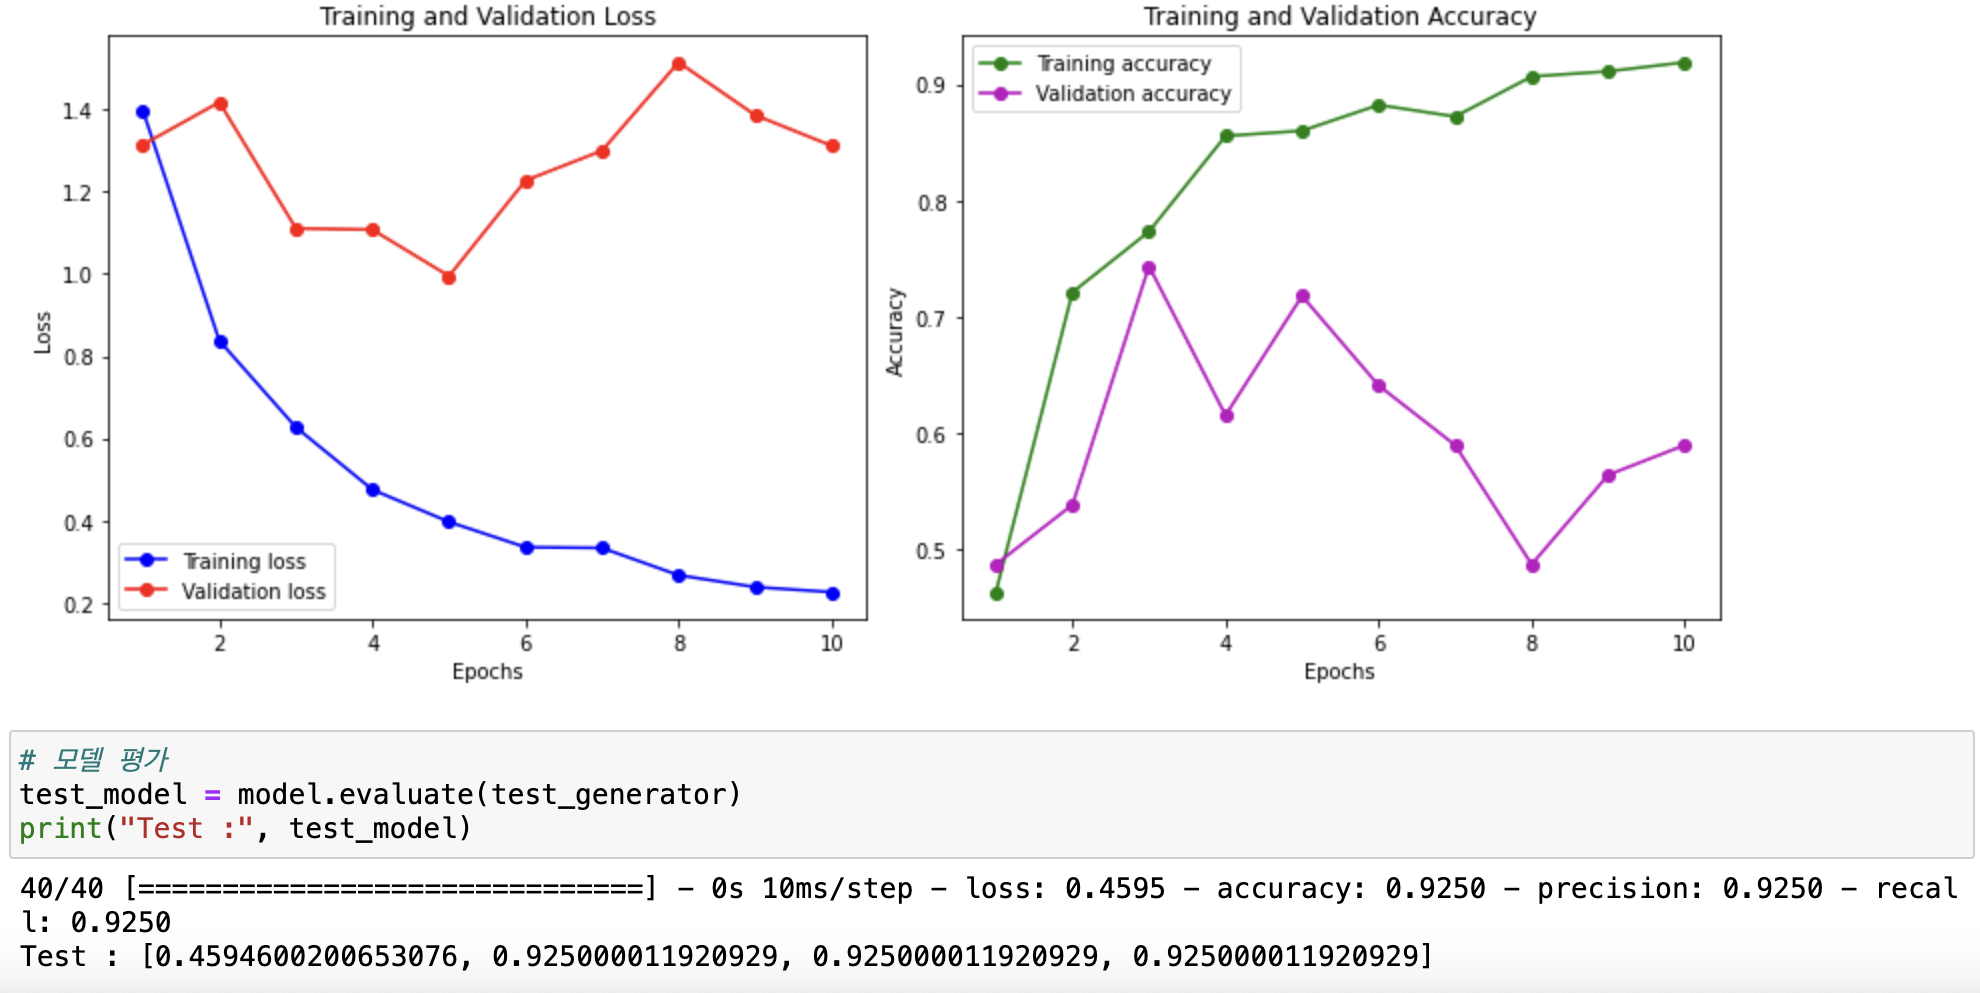 Training and Validation Loss
Loss
1.4
1.2
1.0
0.8
0.6
0.4
0.2
Training loss
Validation loss
2 4 6 8 10
Epochs
Training and Validation Accuracy
Accuracy
Training accuracy
Validation accuracy
0.9
0.8
0.7
0.6
0.5
2 4 6 8 10
Epochs
# 모델 평가
test_model = model.evaluate(test_generator)
print("Test :", test_model)
40/40 [==============================] - 0s 10ms/step - loss: 0.4595 - accuracy: 0.9250 - precision: 0.9250 - recal
l: 0.9250
Test : [0.4594600200653076, 0.925000011920929, 0.925000011920929, 0.925000011920929]